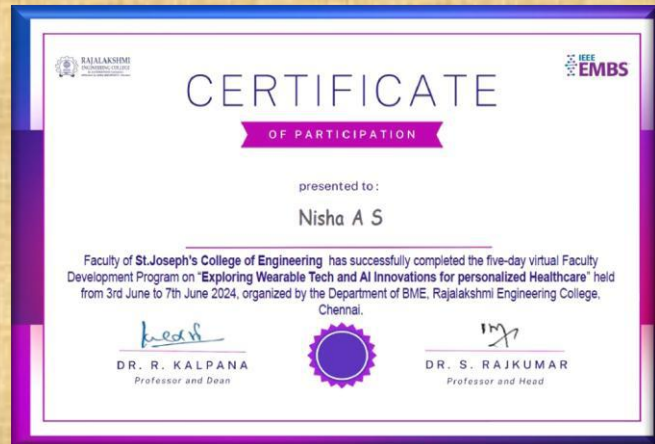 RAJALAKSHMI
ENGINEERING COLLEGE
IEEE
EMBS
CERTIFICATE
OF PARTICIPATION
presented to :
Nisha A S
Faculty of St.Joseph's College of Engineering has successfully completed the five-day virtual Faculty
Development Program on “Exploring Wearable Tech and AI Innovations for personalized Healthcare” held
from 3rd June to 7th June 2024, organized by the Department of BME, Rajalakshmi Engineering College,
Chennai.
DR. R. KALPANA
Professor and Dean
DR. S. RAJKUMAR
Professor and Head